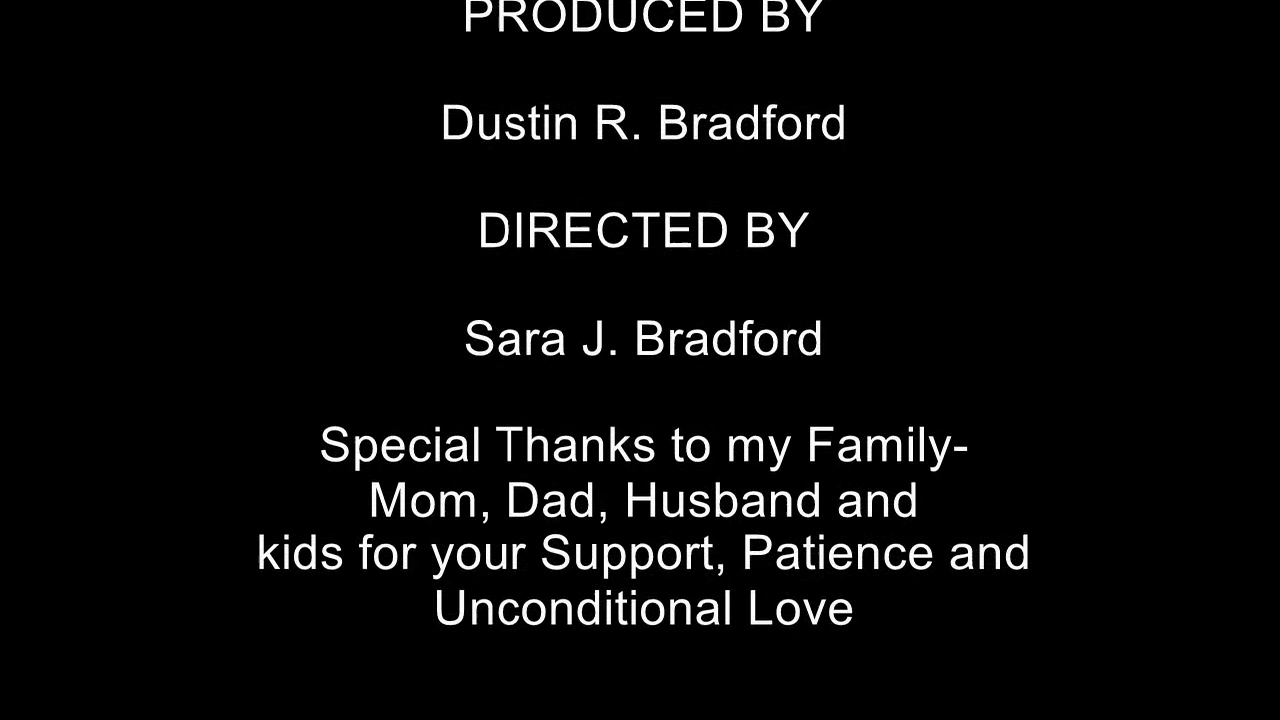 PRODUCED BY
Dustin R. Bradford
DIRECTED BY
Sara J. Bradford
Special Thanks to my Family-
Mom, Dad, Husband and
kids for your Support, Patience and
Unconditional Love